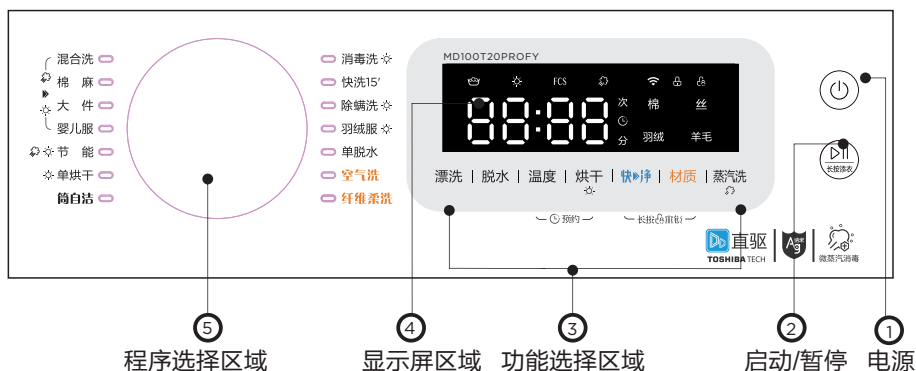 混合洗
棉 麻
大 件
婴儿服
节 能
单烘干
筒自洁
消毒洗
快洗15'
除螨洗
羽绒服
单脱水
空气洗
纤维柔洗
MD100T20PROFY
FCS
88:88
次
分
棉 丝
羽绒 羊毛
漂洗 | 脱水 | 温度 | 烘干 | 快净 | 材质 | 蒸汽洗
预约
长按 童锁
长按添衣
直驱
TOSHIBA TECH
Ag
微蒸汽消毒
⑤ ④ ③ ② ①
程序选择区域 显示屏区域 功能选择区域 启动/暂停 电源